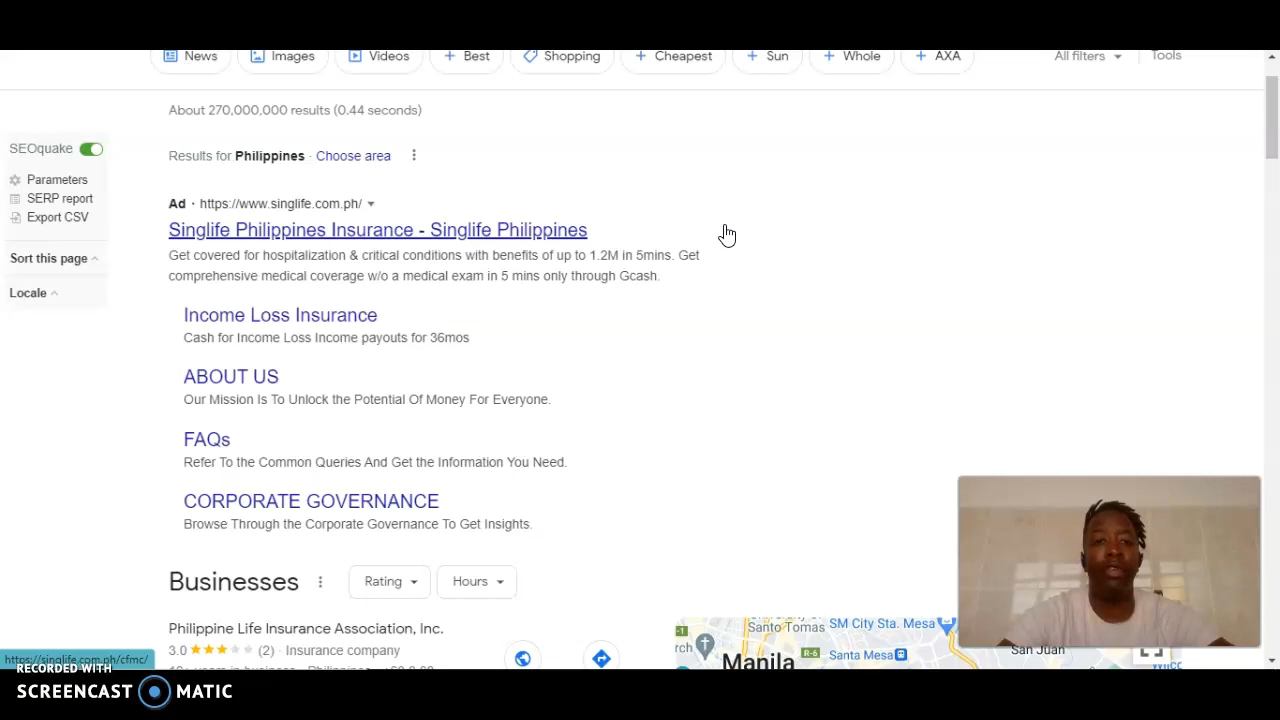 News Images Videos + Best Shopping + Cheapest + Sun + Whole + AXA All filters Tools
About 270,000,000 results (0.44 seconds)
SEOquake
Parameters
SERP report
Export CSV
Sort this page
Locale
Results for Philippines · Choose area
Ad · https://www.singlife.com.ph/
Singlife Philippines Insurance - Singlife Philippines
Get covered for hospitalization & critical conditions with benefits of up to 1.2M in 5mins. Get
comprehensive medical coverage w/o a medical exam in 5 mins only through Gcash.
Income Loss Insurance
Cash for Income Loss Income payouts for 36mos
ABOUT US
Our Mission Is To Unlock the Potential Of Money For Everyone.
FAQs
Refer To the Common Queries And Get the Information You Need.
CORPORATE GOVERNANCE
Browse Through the Corporate Governance To Get Insights.
Businesses Rating Hours
Philippine Life Insurance Association, Inc.
3.0 (2) · Insurance company
Santo Tomas
SM City Sta. Mesa
R-6
Santa Mesa
San Juan
Manila
https://singlife.com.ph/cfmc/
RECORDED WITH
SCREENCAST MATIC